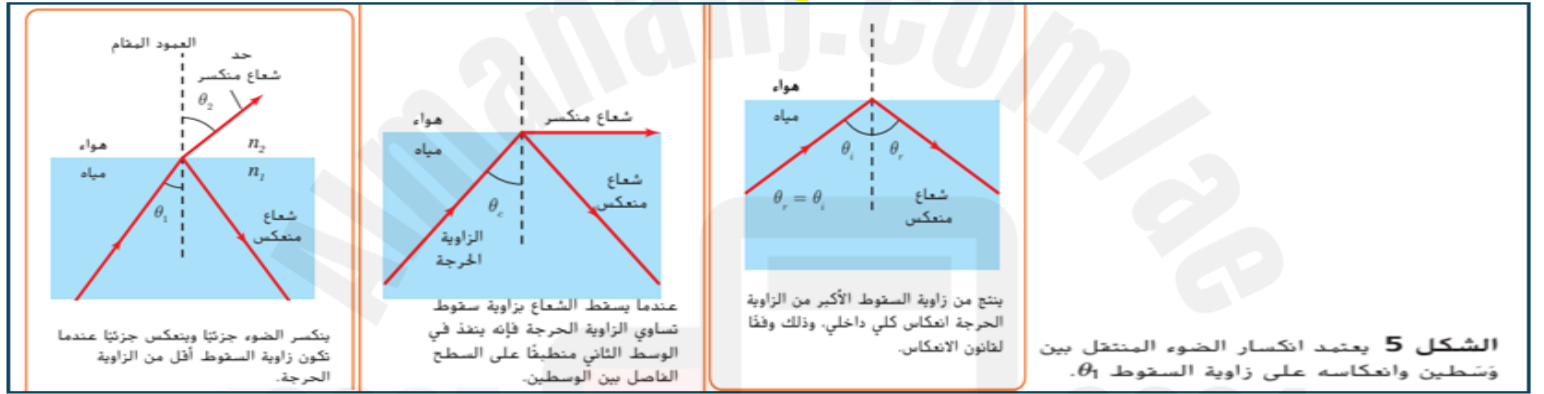 العمود المقام
حد
شعاع منكسر
θ₂
هواء
n₂
مياه
n₁
θ₁
شعاع
منعكس
ينكسر الضوء جزئيًا وينعكس جزئيًا عندما
تكون زاوية السقوط أقل من الزاوية
الحرجة.
هواء
شعاع منكسر
مياه
شعاع
منعكس
θc
الزاوية
الحرجة
عندما يسقط الشعاع بزاوية سقوط
تساوي الزاوية الحرجة فإنه ينفذ في
الوسط الثاني منطبقًا على السطح
الفاصل بين الوسطين.
هواء
مياه
θi θr
θr = θi
شعاع
منعكس
ينتج من زاوية السقوط الأكبر من الزاوية
الحرجة انعكاس كلي داخلي، وذلك وفقًا
لقانون الانعكاس.
الشكل 5 يعتمد انكسار الضوء المنتقل بين
وَسَطين وانعكاسه على زاوية السقوط θ₁.
Almanahj.com/ae